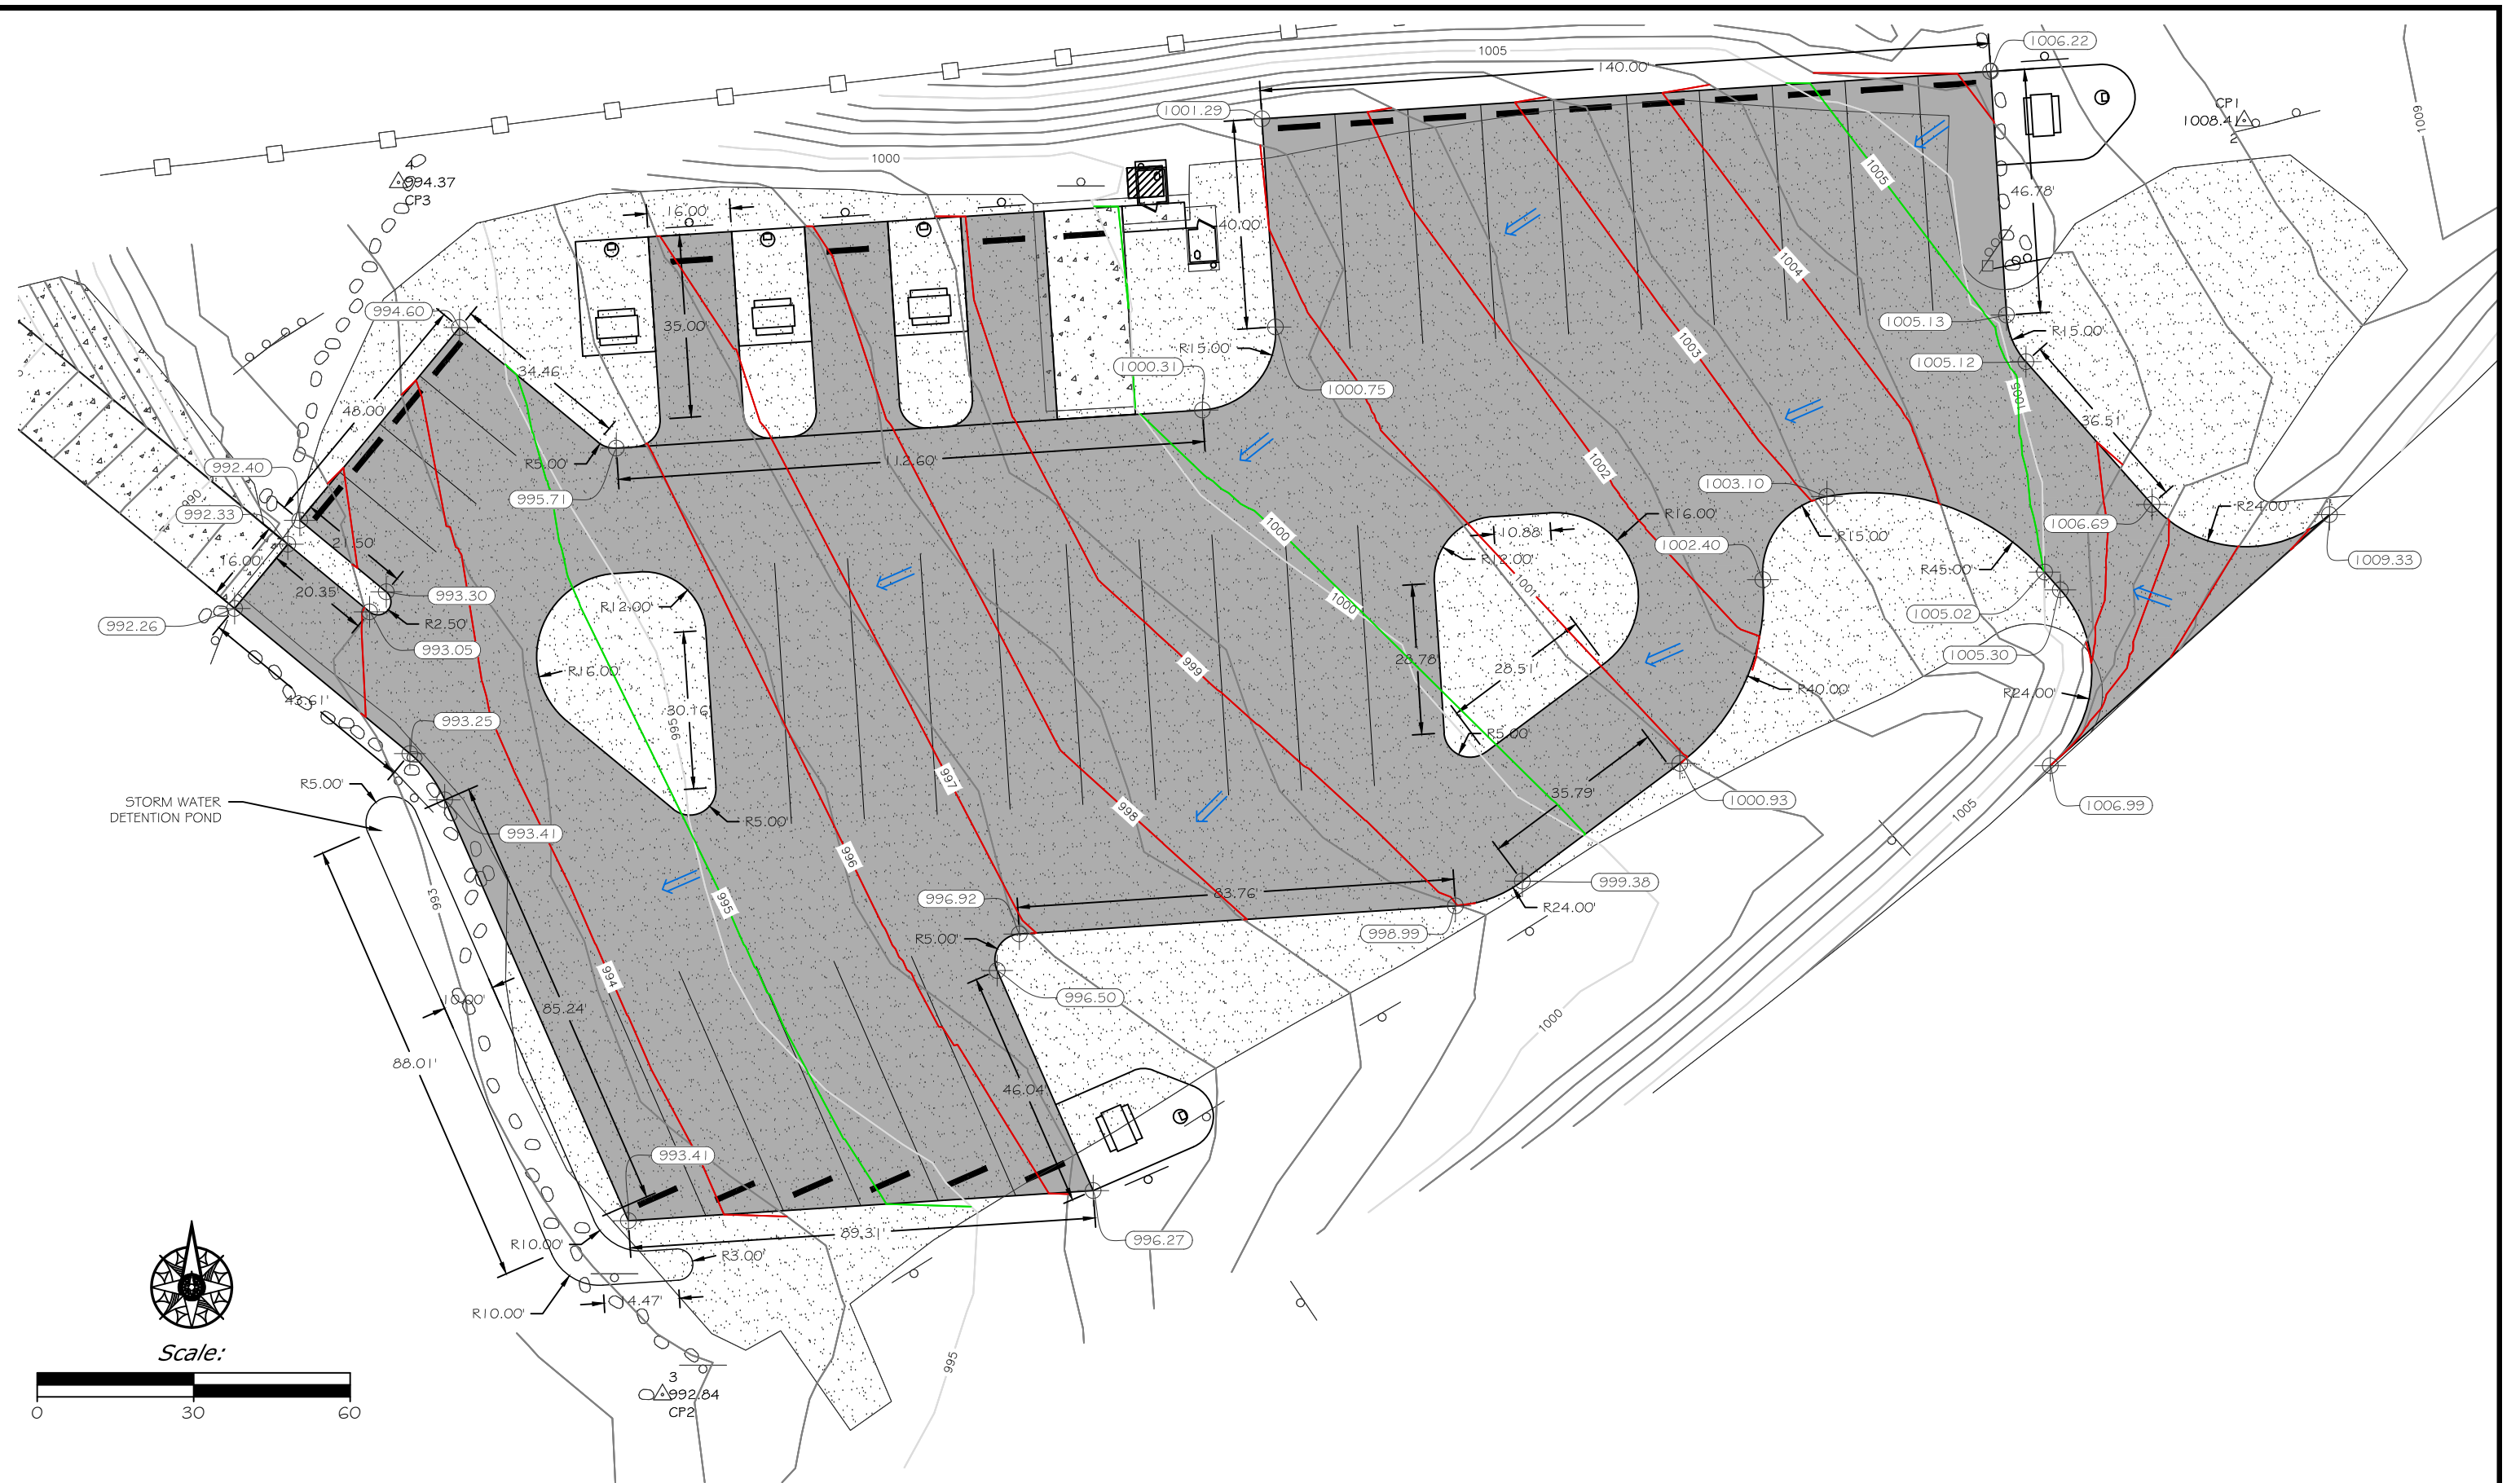 1005
140.00'
1006.22
1001.29
CP1
1008.41
2
1009
4
994.37
CP3
1000
16.00'
40.00'
46.78'
1005
35.00'
994.60
34.46'
48.00'
1004
1003
1005.13
R15.00'
R15.00'
1000.31
1000.75
1005.12
1005
36.51'
112.60'
R5.00'
995.71
992.40
992.33
990
1002
1003.10
1006.69
R24.00'
R15.00'
R16.00'
10.88'
R12.00'
1002.40
1009.33
1000
21.50'
16.00'
20.35'
993.30
R2.50'
992.26
993.05
R12.00'
R16.00'
30.16'
995
999
1000
1001
28.78'
28.51'
R45.00'
1005.02
1005.30
R24.00'
R40.00'
43.61'
993.25
R5.00'
R5.00'
STORM WATER
DETENTION POND
993.41
997
998
996
R5.00'
35.79'
1000.93
1006.99
1005
993
995
996.92
83.76'
999.38
R24.00'
998.99
R5.00'
994
996.50
10.00'
85.24'
88.01'
46.04'
1000
993.41
89.31'
996.27
R10.00'
R3.00'
14.47'
R10.00'
995
3
992.84
CP2
Scale:
0 30 60